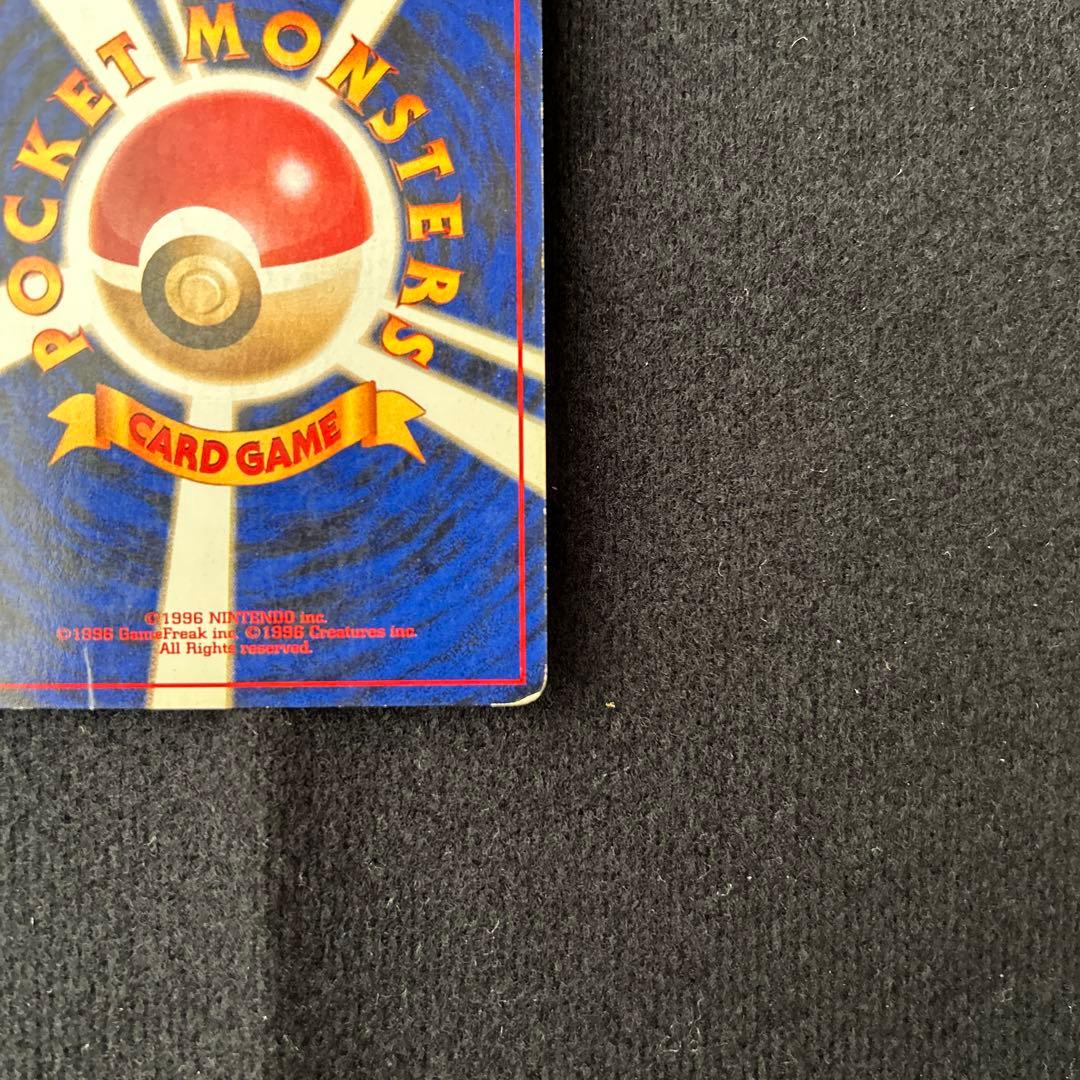 POCKET MONSTERS
CARD GAME
©1996 NINTENDO inc.
©1996 GameFreak inc. ©1996 Creatures inc.
All Rights reserved.